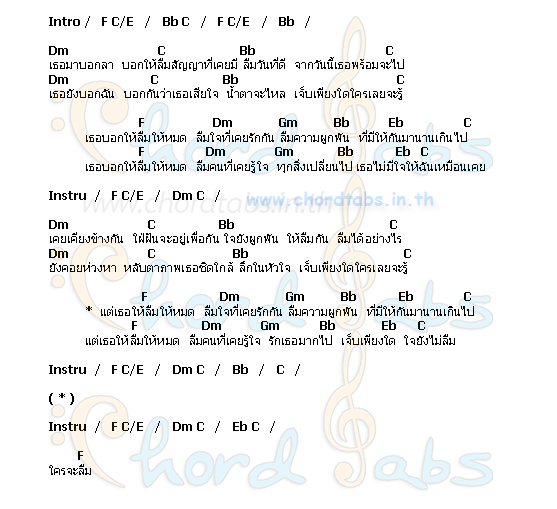 Intro / F C/E / Bb C / F C/E / Bb /
Dm C Bb C
เธอมาบอกลา บอกให้ลืมสัญญาที่เคยมี ลืมวันที่ดี จากวันนี้เธอพร้อมจะไป
Dm C Bb C
เธอยังบอกฉัน บอกกันว่าเธอเสียใจ น้ำตาจะไหล เจ็บเพียงใดใครเลยจะรู้
F Dm Gm Bb Eb C
เธอบอกให้ลืมให้หมด ลืมใจที่เคยรักกัน ลืมความผูกพัน ที่มีให้กันมานานเกินไป
F Dm Gm Bb Eb C
เธอบอกให้ลืมให้หมด ลืมคนที่เคยรู้ใจ ทุกสิ่งเปลี่ยนไป เธอไม่มีใจให้ฉันเหมือนเคย
Instru / F C/E / Dm C /
www.chordtabs.in.th
Dm C Bb C
เคยเคียงข้างกัน ใฝ่ฝันจะอยู่เพื่อกัน ใจยังผูกพัน ให้ลืมกัน ลืมได้อย่างไร
Dm C Bb C
ยังคอยห่วงหา หลับตาภาพเธอชิดใกล้ ลึกในหัวใจ เจ็บเพียงใดใครเลยจะรู้
F Dm Gm Bb Eb C
* แต่เธอให้ลืมให้หมด ลืมใจที่เคยรักกัน ลืมความผูกพัน ที่มีให้กันมานานเกินไป
F Dm Gm Bb Eb C
แต่เธอให้ลืมให้หมด ลืมคนที่เคยรู้ใจ รักเธอมากไป เจ็บเพียงใด ใจยังไม่ลืม
Instru / F C/E / Dm C / Bb / C /
( * )
Instru / F C/E / Dm C / Eb C /
F
ใครจะลืม
Chord Tabs